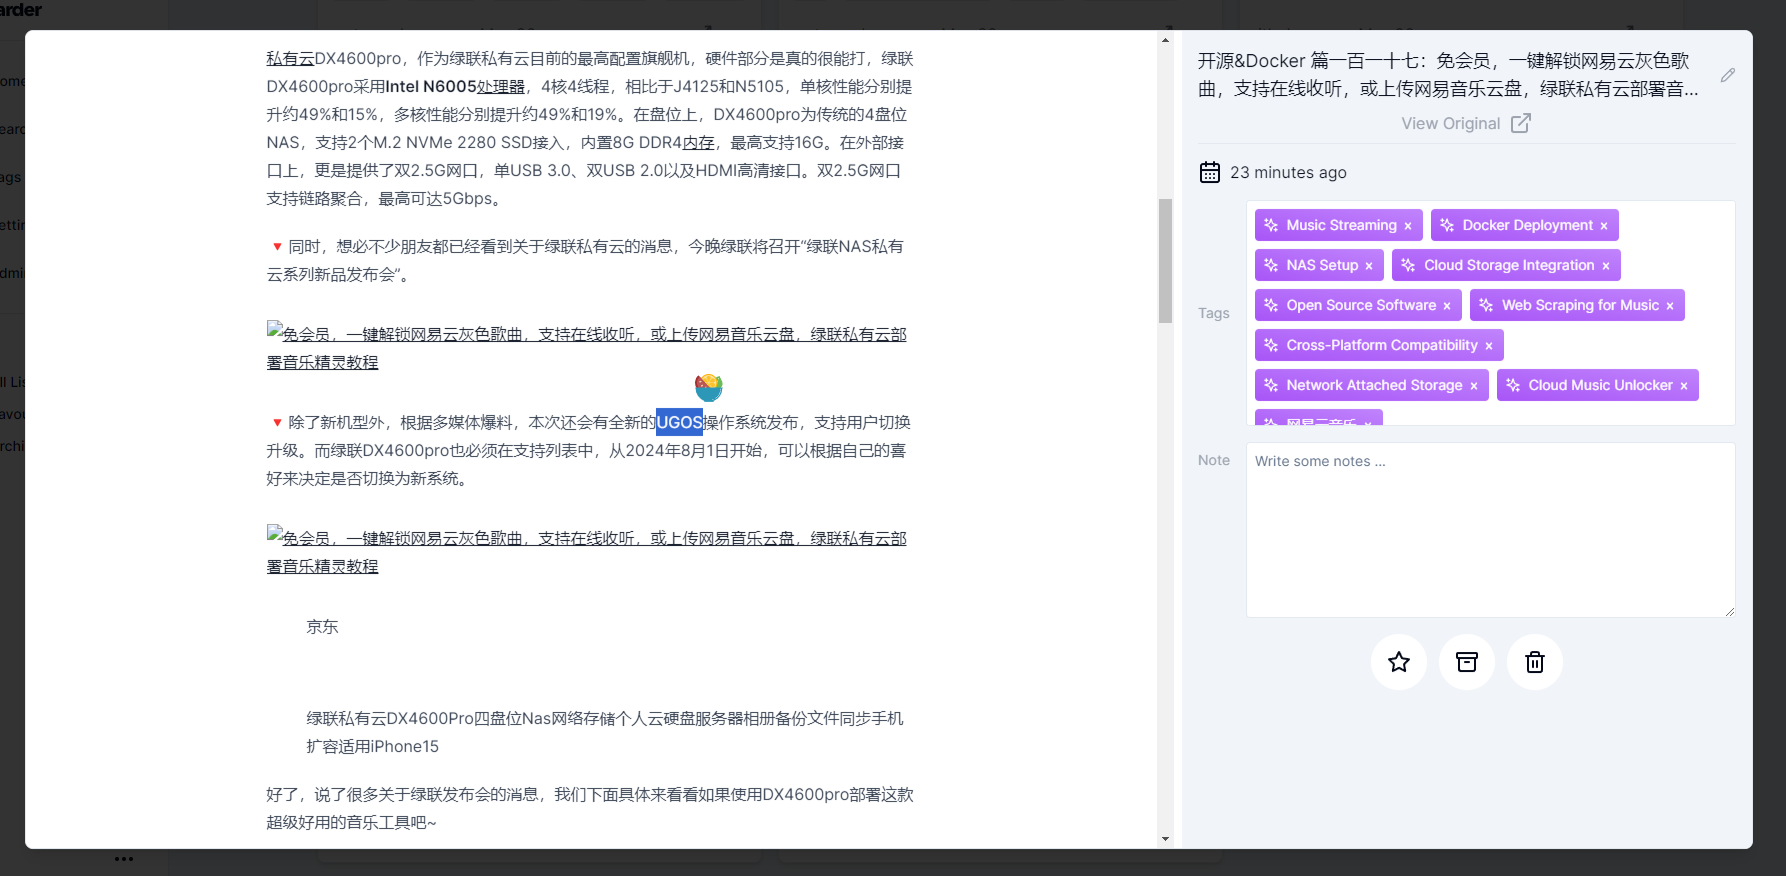 私有云DX4600pro，作为绿联私有云目前的最高配置旗舰机，硬件部分是真的很能打，绿联
DX4600pro采用Intel N6005处理器，4核4线程，相比于J4125和N5105，单核性能分别提
升约49%和15%，多核性能分别提升约49%和19%。在盘位上，DX4600pro为传统的4盘位
NAS，支持2个M.2 NVMe 2280 SSD接入，内置8G DDR4内存，最高支持16G。在外部接
口上，更是提供了双2.5G网口，单USB 3.0、双USB 2.0以及HDMI高清接口。双2.5G网口
支持链路聚合，最高可达5Gbps。
🔻同时，想必不少朋友都已经看到关于绿联私有云的消息，今晚绿联将召开“绿联NAS私有
云系列新品发布会”。
免会员，一键解锁网易云灰色歌曲，支持在线收听，或上传网易音乐云盘，绿联私有云部
署音乐精灵教程
🔻除了新机型外，根据多媒体爆料，本次还会有全新的UGOS操作系统发布，支持用户切换
升级。而绿联DX4600pro也必须在支持列表中，从2024年8月1日开始，可以根据自己的喜
好来决定是否切换为新系统。
免会员，一键解锁网易云灰色歌曲，支持在线收听，或上传网易音乐云盘，绿联私有云部
署音乐精灵教程
京东
绿联私有云DX4600Pro四盘位Nas网络存储个人云硬盘服务器相册备份文件同步手机
扩容适用iPhone15
好了，说了很多关于绿联发布会的消息，我们下面具体来看看如果使用DX4600pro部署这款
超级好用的音乐工具吧~
开源&Docker 篇一百一十七：免会员，一键解锁网易云灰色歌
曲，支持在线收听，或上传网易音乐云盘，绿联私有云部署音...
View Original
23 minutes ago
Tags
Music Streaming ×
Docker Deployment ×
NAS Setup ×
Cloud Storage Integration ×
Open Source Software ×
Web Scraping for Music ×
Cross-Platform Compatibility ×
Network Attached Storage ×
Cloud Music Unlocker ×
网易云音乐 ×
Note
Write some notes ...